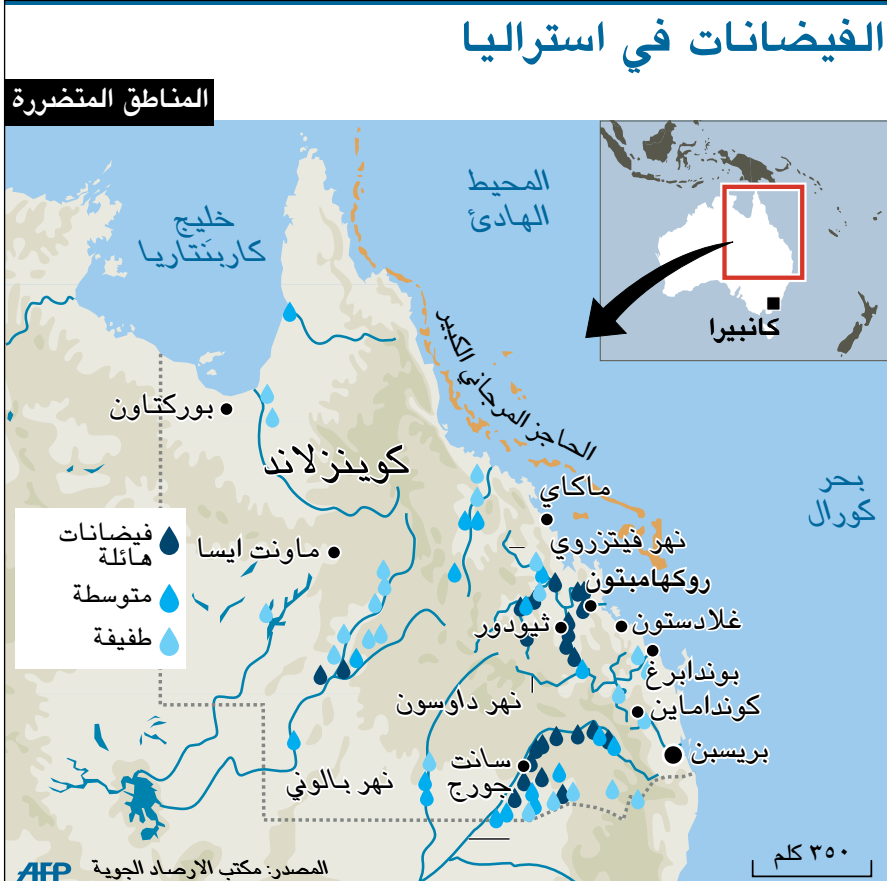 الفيضانات في استراليا
المناطق المتضررة
المحيط
الهادئ
خليج
كاربنَتاريا
كانبيرا
الحاجز المرجاني الكبير
بوركتاون
كوينزلاند
بحر
كورال
ماكاي
نهر فيتزروي
ماونت ايسا
روكهامبتون
فيضانات
هائلة
متوسطة
طفيفة
ثيودور
غلادستون
بوندابرغ
نهر داوسون
كونداماين
بريسبن
سانت
جورج
نهر بالوني
٣٥٠ كلم
المصدر: مكتب الارصاد الجوية
AFP